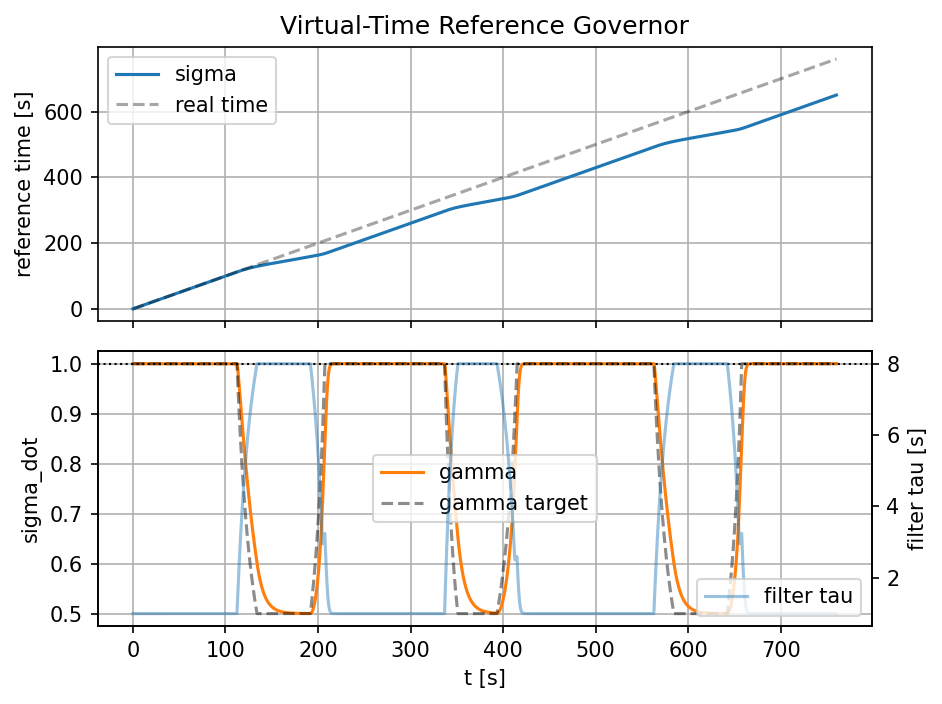 Virtual-Time Reference Governor
reference time [s]
600
400
200
0
sigma
real time
sigma_dot
1.0
0.9
0.8
0.7
0.6
0.5
gamma
gamma target
filter tau
8
6
4
2
filter tau [s]
0
100
200
300
400
500
600
700
t [s]